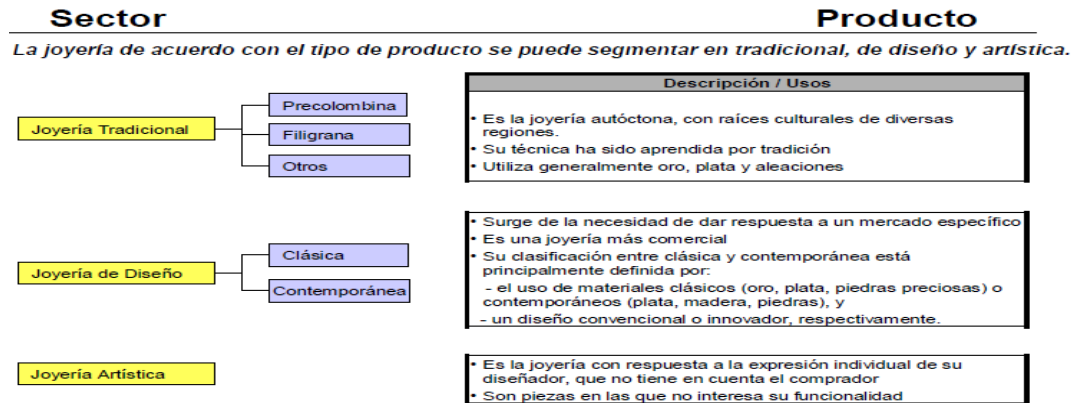 Sector
Producto
La joyería de acuerdo con el tipo de producto se puede segmentar en tradicional, de diseño y artística.
Descripción / Usos
Joyería Tradicional
Precolombina
Filigrana
Otros
• Es la joyería autóctona, con raíces culturales de diversas
regiones.
• Su técnica ha sido aprendida por tradición
• Utiliza generalmente oro, plata y aleaciones
Joyería de Diseño
Clásica
Contemporánea
• Surge de la necesidad de dar respuesta a un mercado específico
• Es una joyería más comercial
• Su clasificación entre clásica y contemporánea está
principalmente definida por:
- el uso de materiales clásicos (oro, plata, piedras preciosas) o
contemporáneos (plata, madera, piedras), y
- un diseño convencional o innovador, respectivamente.
Joyería Artística
• Es la joyería con respuesta a la expresión individual de su
diseñador, que no tiene en cuenta el comprador
• Son piezas en las que no interesa su funcionalidad